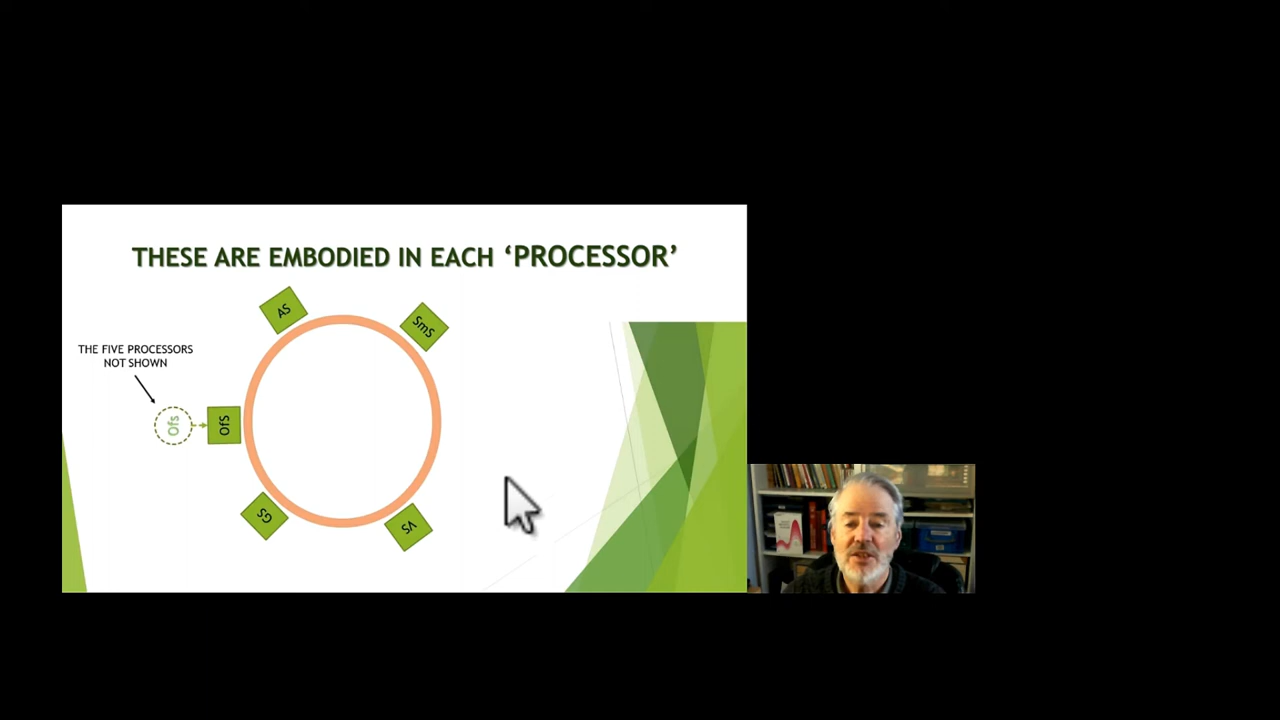 THESE ARE EMBODIED IN EACH ‘PROCESSOR’
AS
SmS
THE FIVE PROCESSORS
NOT SHOWN
Ofs
OfS
GS
VS